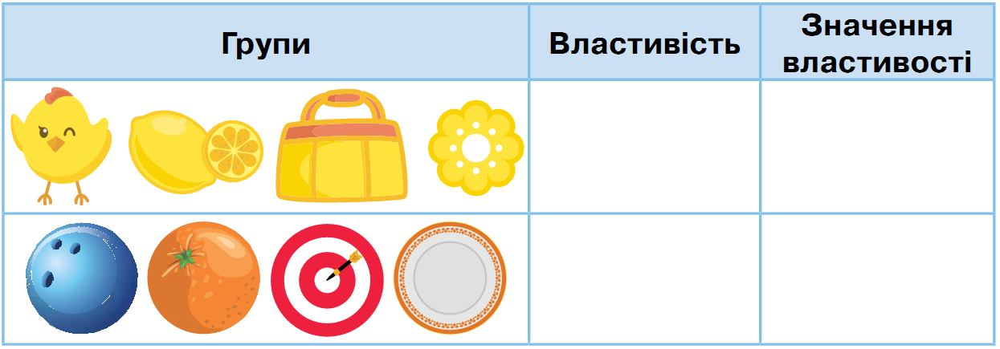 Групи
Властивість
Значення
властивості